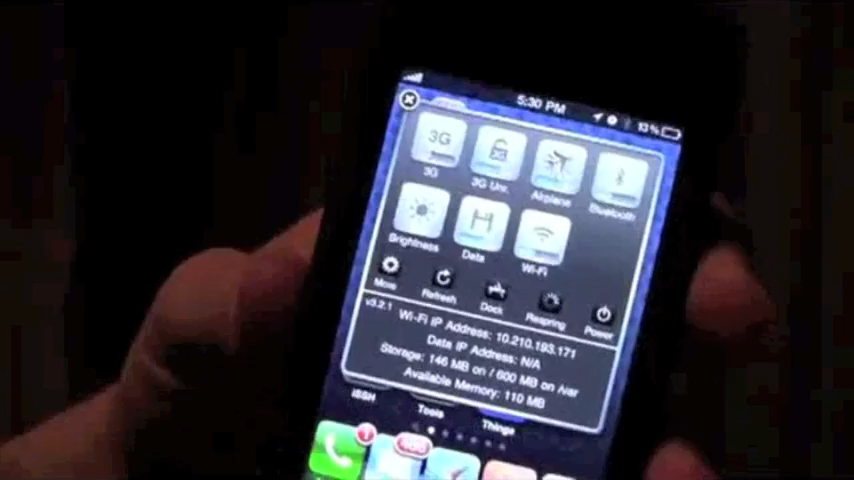 5:30 PM
13%
3G
3G
3G Unr.
Airplane
Bluetooth
Brightness
Data
Wi-Fi
More
Refresh
Dock
Respring
Power
v3.2.1
Wi-Fi IP Address: 10.210.193.171
Data IP Address: N/A
Storage: 146 MB on / 600 MB on /var
Available Memory: 110 MB
iSSH
Tools
Things
1